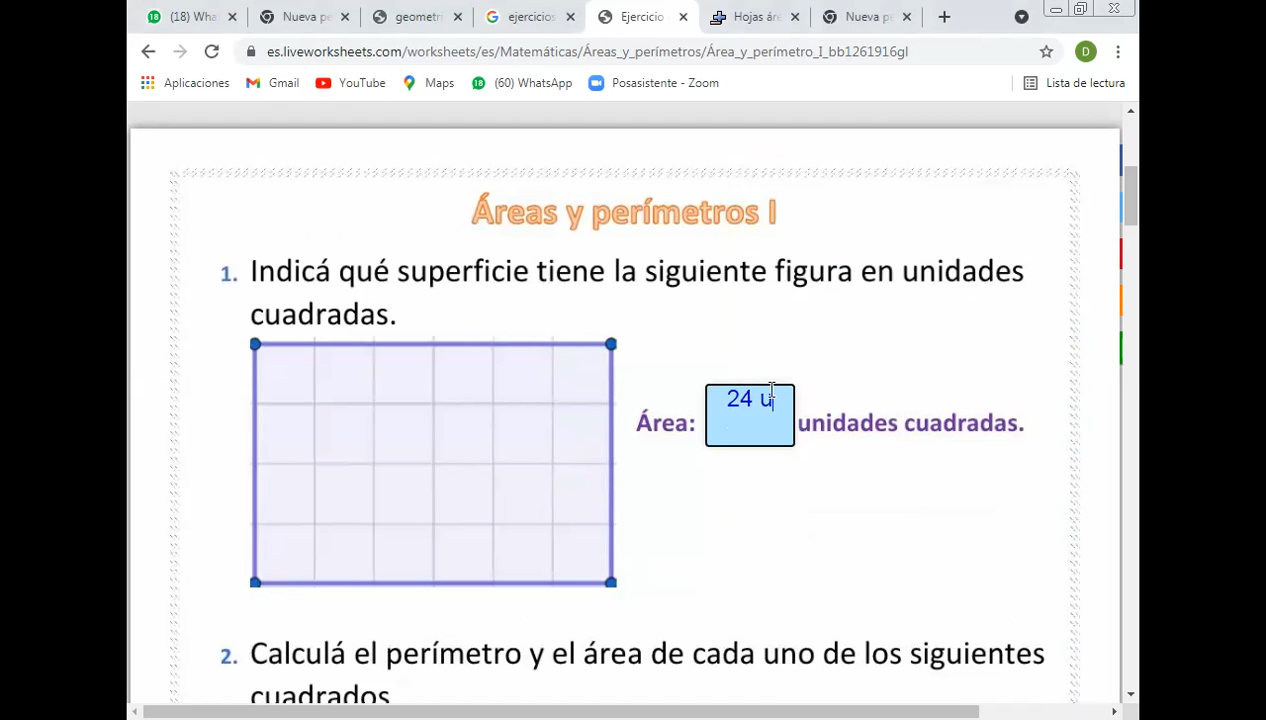 (18) Wha
Nueva pe
geometri
ejercicios
Ejercicio
Hojas áre
Nueva p
es.liveworksheets.com/worksheets/es/Matemáticas/Áreas_y_perímetros/Área_y_perímetro_I_bb1261916gl
D
Aplicaciones
Gmail
YouTube
Maps
(60) WhatsApp
Posasistente - Zoom
Lista de lectura
Áreas y perímetros I
1. Indicá qué superficie tiene la siguiente figura en unidades
cuadradas.
24 u
Área: unidades cuadradas.
2. Calculá el perímetro y el área de cada uno de los siguientes
cuadrados